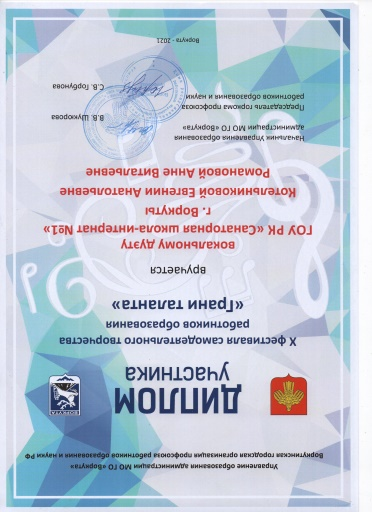 Управление образования администрации МО ГО "Воркута"
Воркутинская городская организация профсоюза работников образования и науки РФ
ВОРКУТА
ДИПЛОМ
участника
X фестиваля самодеятельного творчества
работников образования
«Грани таланта»
вручается
вокальному дуэту
ГОУ РК «Санаторная школа-интернат №1»
г. Воркуты
Котельниковой Евгении Анатольевне
Романовой Анне Витальевне
Начальник Управления образования
администрации МО ГО "Воркута"
В.В. Шукюрова
Председатель горкома профсоюза
работников образования и науки
С.В. Горбунова
Воркута - 2021